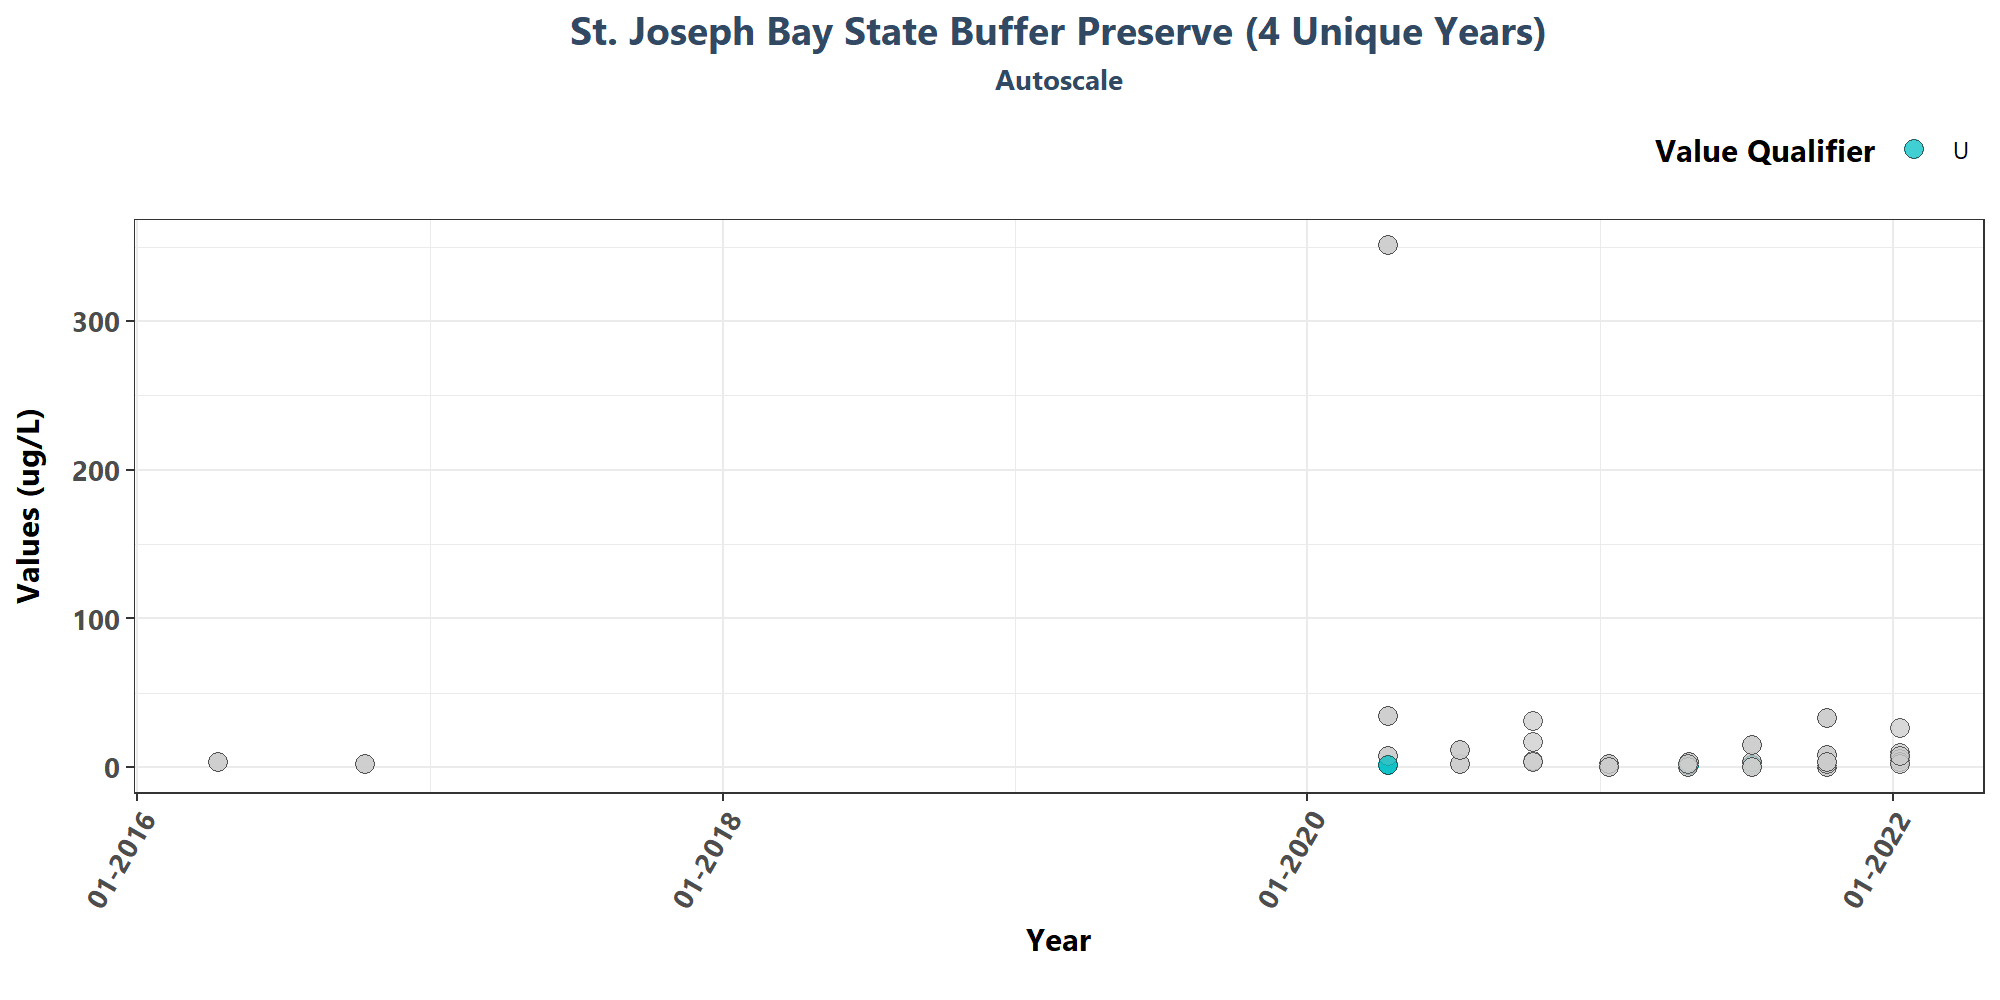 St. Joseph Bay State Buffer Preserve (4 Unique Years)
Autoscale
Value Qualifier U
Values (ug/L)
300
200
100
0
01-2016
01-2018
01-2020
01-2022
Year